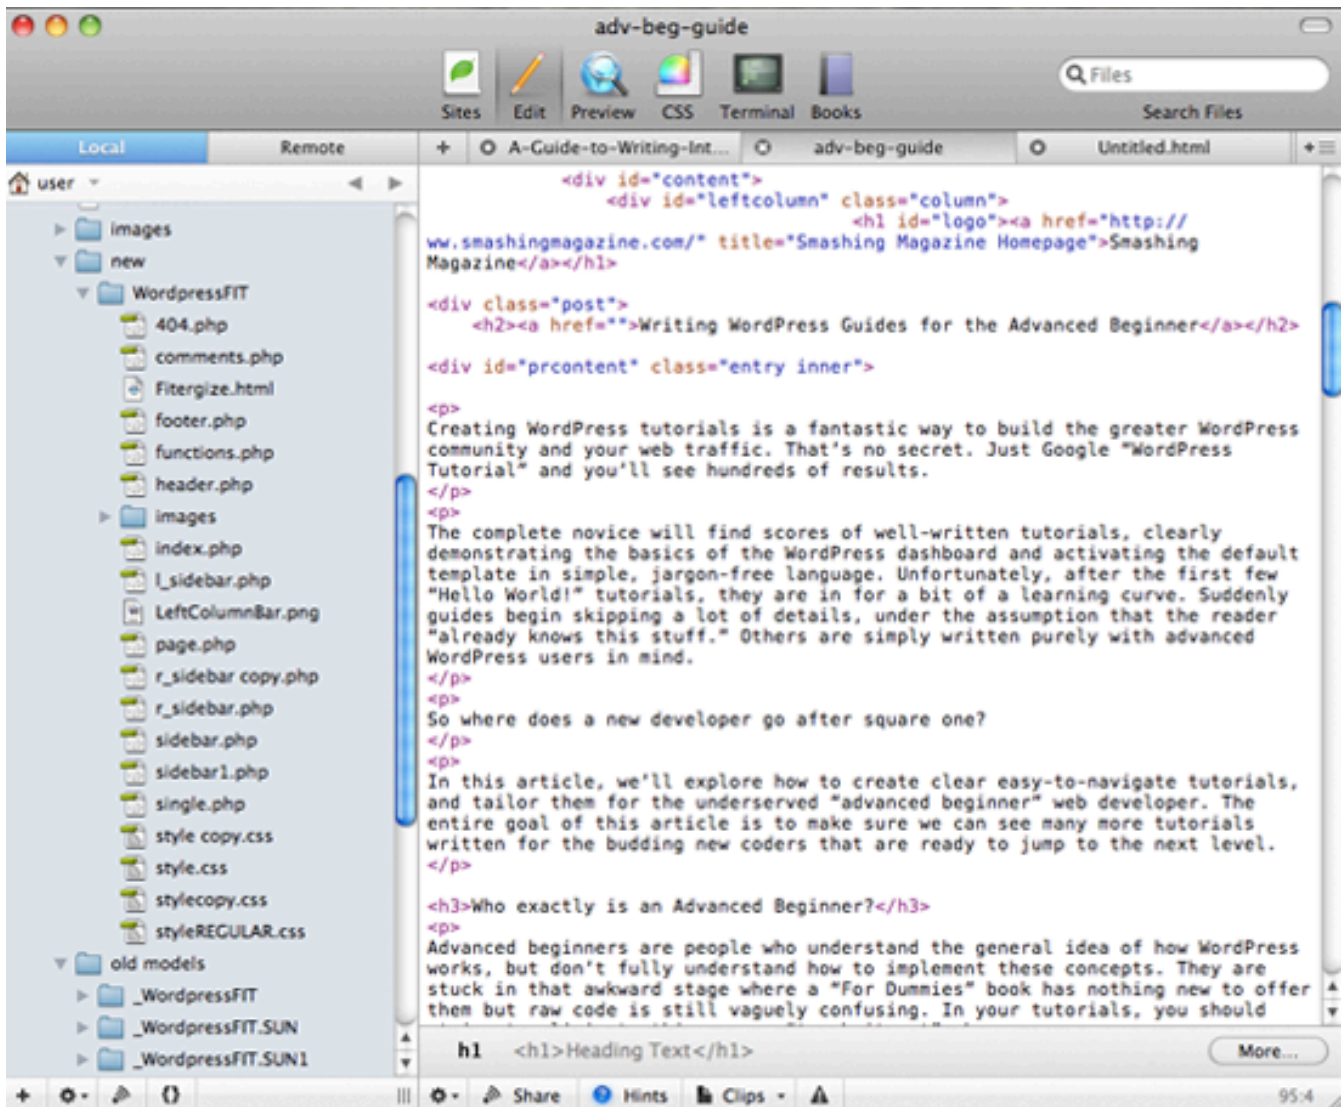 adv-beg-guide
Sites Edit Preview CSS Terminal Books
Files
Search Files
Local Remote
A-Guide-to-Writing-Int... adv-beg-guide Untitled.html
user
images
new
WordpressFIT
404.php
comments.php
Fitergize.html
footer.php
functions.php
header.php
images
index.php
l_sidebar.php
LeftColumnBar.png
page.php
r_sidebar copy.php
r_sidebar.php
sidebar.php
sidebar1.php
single.php
style copy.css
style.css
stylecopy.css
styleREGULAR.css
old models
_WordpressFIT
_WordpressFIT.SUN
_WordpressFIT.SUN1
<div id="content">
<div id="leftcolumn" class="column">
<h1 id="logo"><a href="http://
ww.smashingmagazine.com/" title="Smashing Magazine Homepage">Smashing
Magazine</a></h1>
<div class="post">
<h2><a href="">Writing WordPress Guides for the Advanced Beginner</a></h2>
<div id="prcontent" class="entry inner">
<p>
Creating WordPress tutorials is a fantastic way to build the greater WordPress
community and your web traffic. That's no secret. Just Google “WordPress
Tutorial” and you'll see hundreds of results.
</p>
<p>
The complete novice will find scores of well-written tutorials, clearly
demonstrating the basics of the WordPress dashboard and activating the default
template in simple, jargon-free language. Unfortunately, after the first few
“Hello World!” tutorials, they are in for a bit of a learning curve. Suddenly
guides begin skipping a lot of details, under the assumption that the reader
“already knows this stuff.” Others are simply written purely with advanced
WordPress users in mind.
</p>
<p>
So where does a new developer go after square one?
</p>
<p>
In this article, we'll explore how to create clear easy-to-navigate tutorials,
and tailor them for the underserved “advanced beginner” web developer. The
entire goal of this article is to make sure we can see many more tutorials
written for the budding new coders that are ready to jump to the next level.
</p>
<h3>Who exactly is an Advanced Beginner?</h3>
<p>
Advanced beginners are people who understand the general idea of how WordPress
works, but don't fully understand how to implement these concepts. They are
stuck in that awkward stage where a “For Dummies” book has nothing new to offer
them but raw code is still vaguely confusing. In your tutorials, you should
h1 <h1>Heading Text</h1> More...
Share Hints Clips 95:4